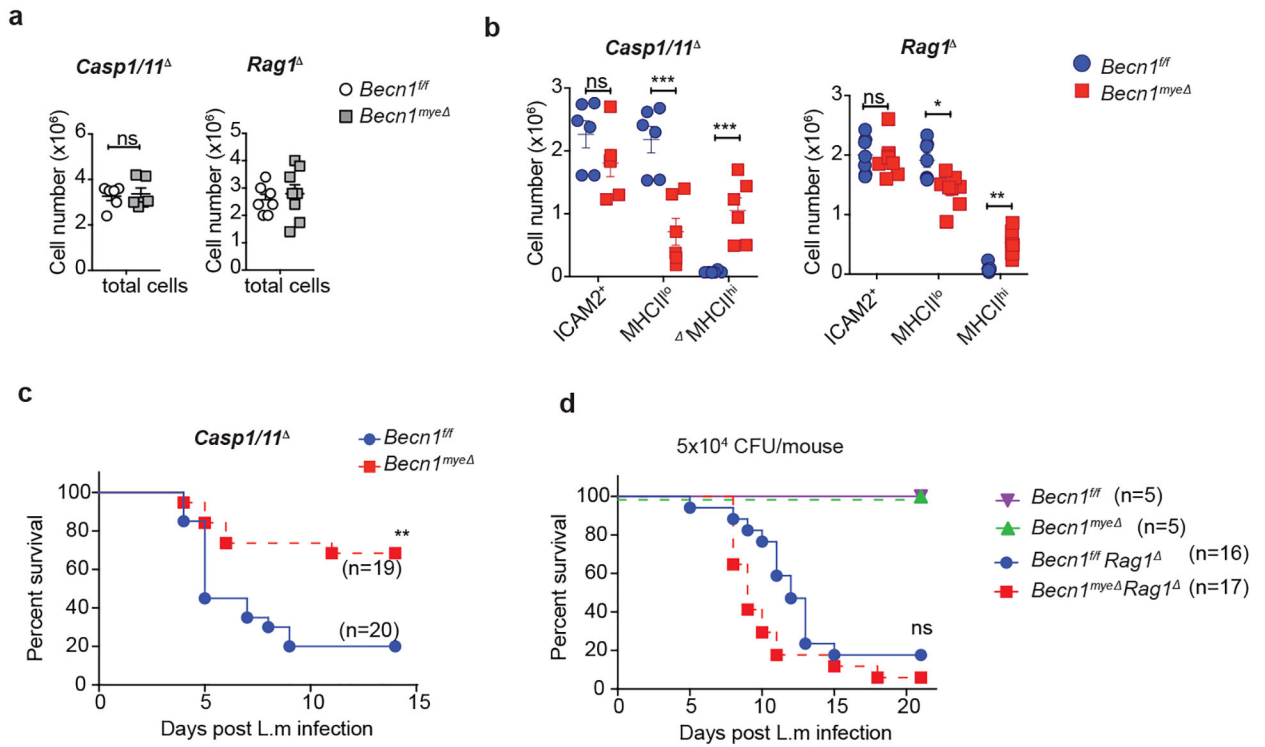 a
Casp1/11Δ
Rag1Δ
Becn1f/f
Becn1myeΔ
Cell number (x10⁶)
6
4
2
0
ns
total cells
Cell number (x10⁶)
5
4
3
2
1
0
total cells
b
Casp1/11Δ
Rag1Δ
Becn1f/f
Becn1myeΔ
Cell number (x10⁶)
3
2
1
0
ns
***
***
ICAM2⁺
MHCIIlo
Δ MHCIIhi
Cell number (x10⁶)
3
2
1
0
ns
*
**
ICAM2⁺
MHCIIlo
MHCIIhi
c
Casp1/11Δ
Becn1f/f
Becn1myeΔ
Percent survival
100
80
60
40
20
0
**
(n=19)
(n=20)
0 5 10 15
Days post L.m infection
d
5x10⁴ CFU/mouse
Percent survival
100
80
60
40
20
0
ns
0 5 10 15 20
Days post L.m infection
Becn1f/f (n=5)
Becn1myeΔ (n=5)
Becn1f/f Rag1Δ (n=16)
Becn1myeΔRag1Δ (n=17)